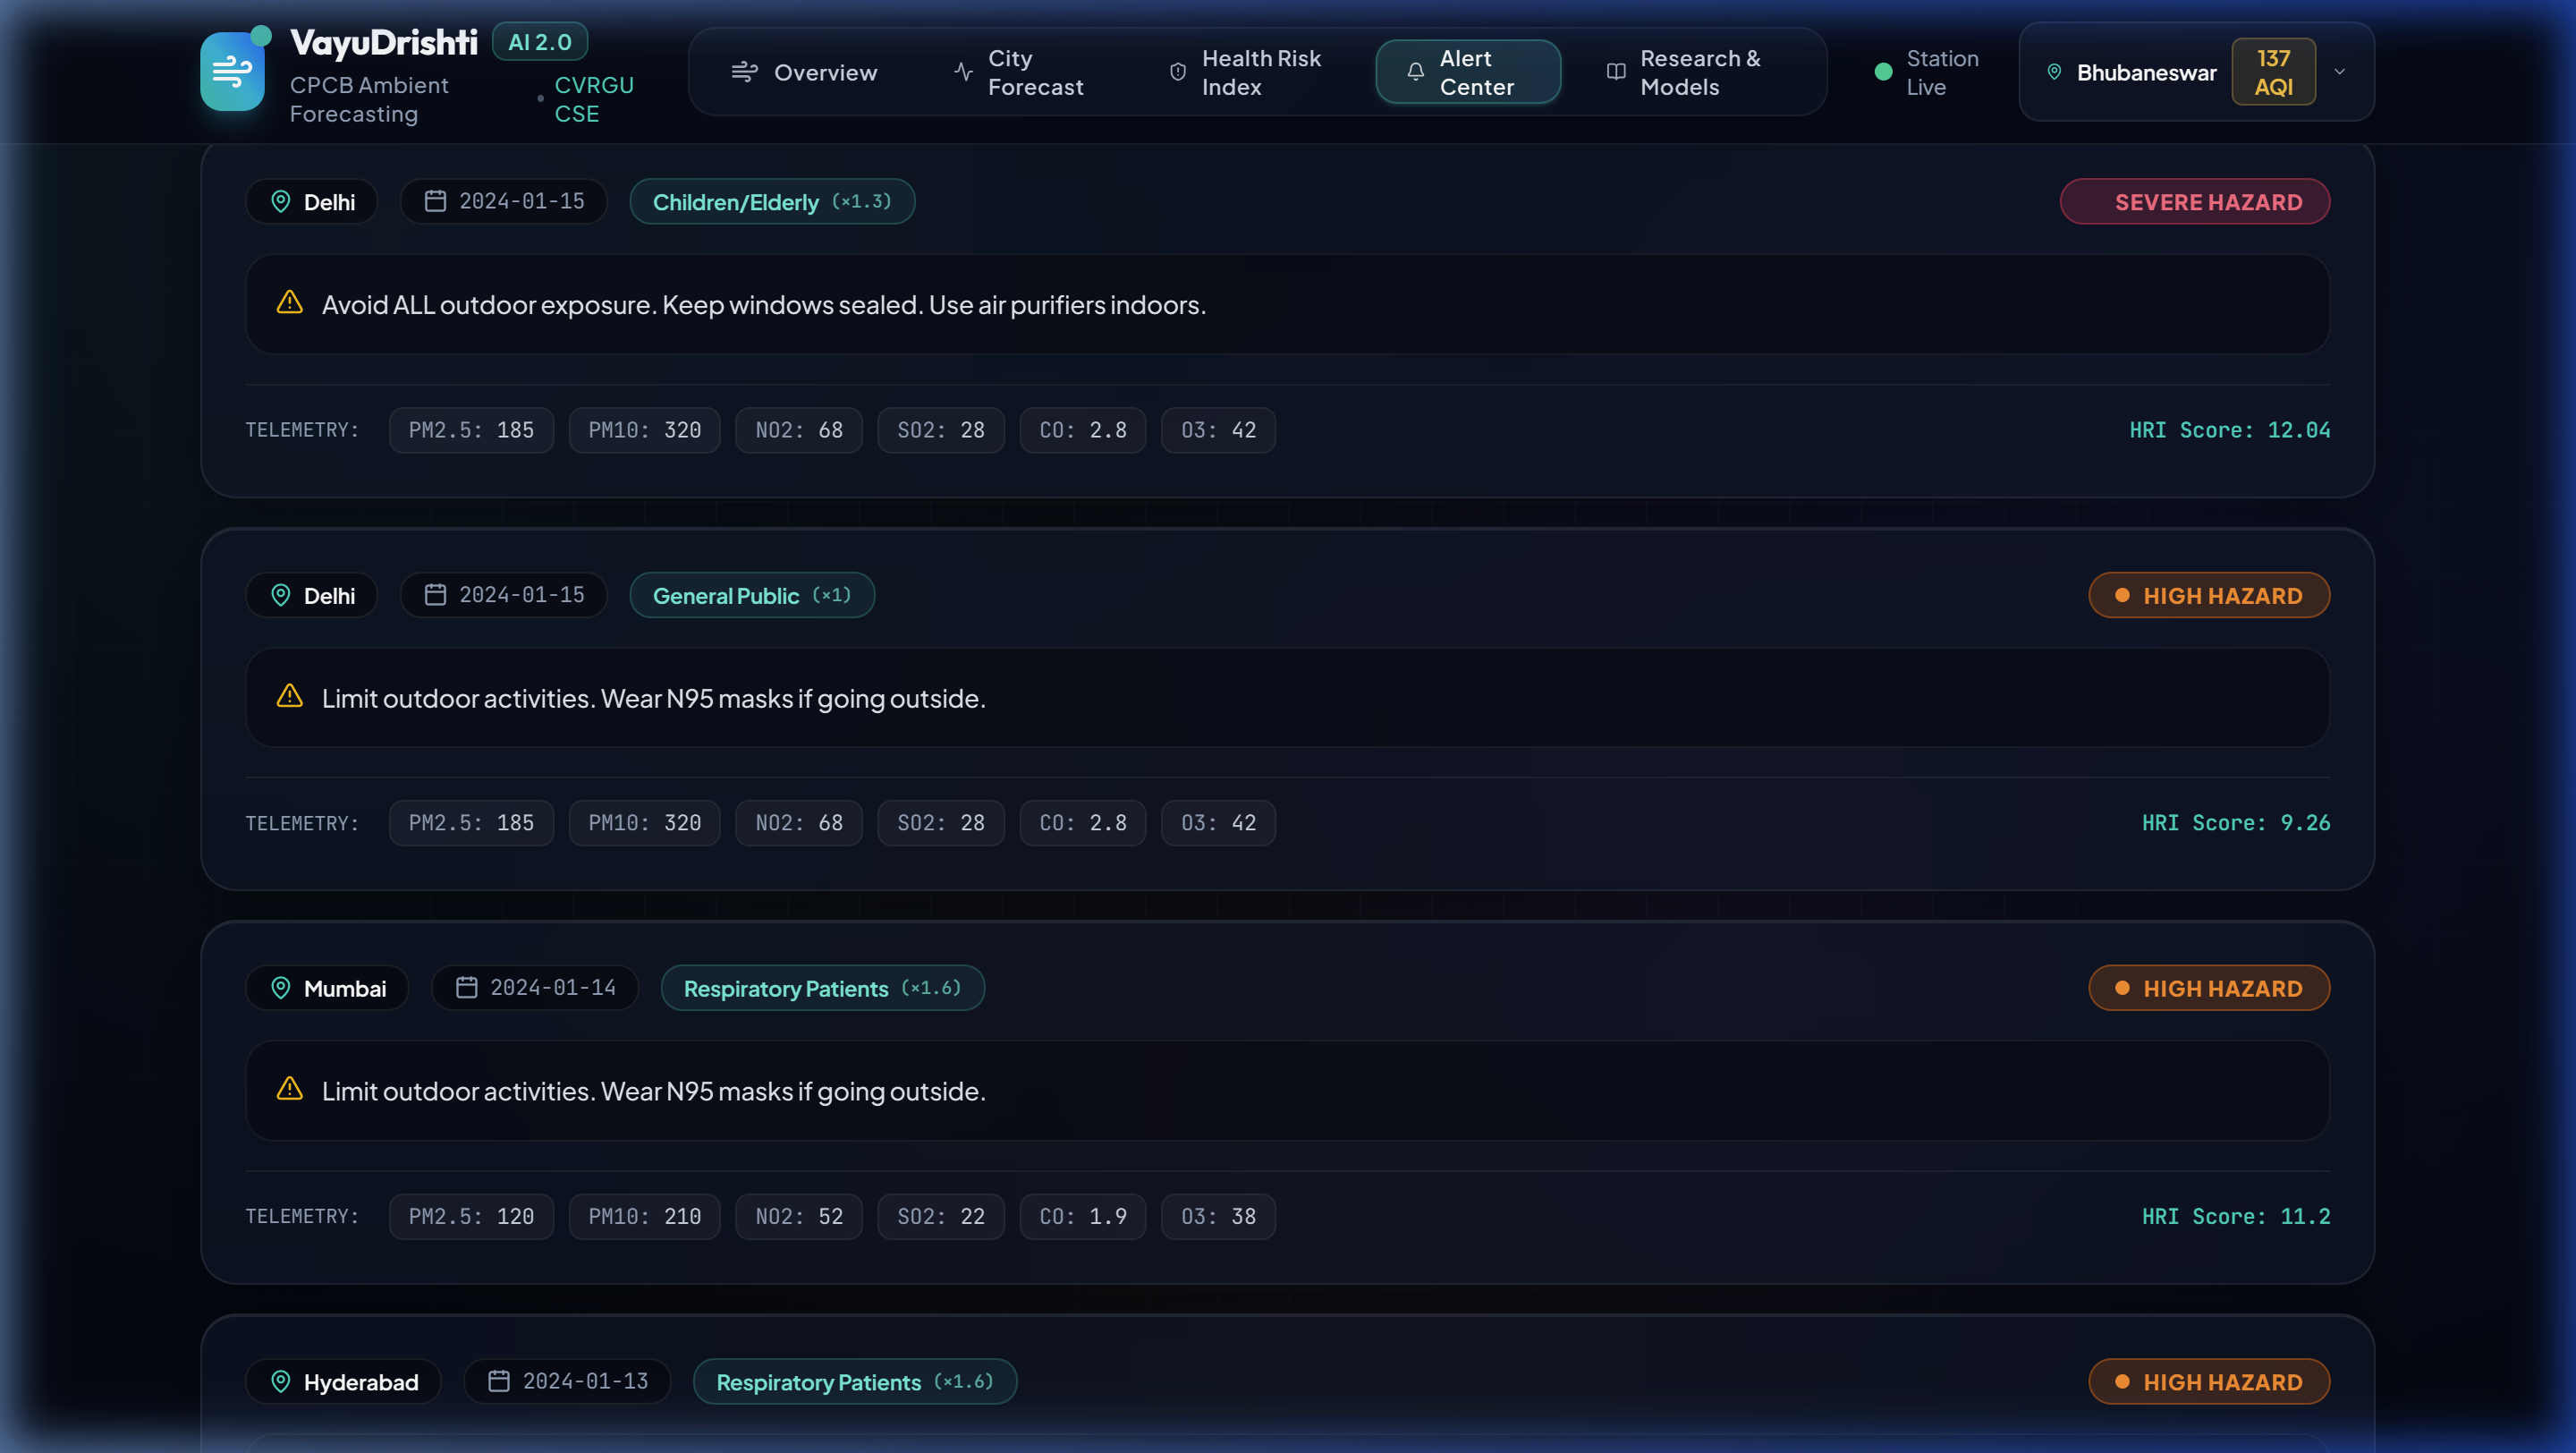 VayuDrishti AI 2.0
CPCB Ambient
Forecasting
• CVRGU
CSE
Overview
City
Forecast
Health Risk
Index
Alert
Center
Research &
Models
Station
Live
Bhubaneswar
137
AQI
Delhi 2024-01-15 Children/Elderly (×1.3) SEVERE HAZARD
Avoid ALL outdoor exposure. Keep windows sealed. Use air purifiers indoors.
TELEMETRY: PM2.5: 185 PM10: 320 NO2: 68 SO2: 28 CO: 2.8 O3: 42 HRI Score: 12.04
Delhi 2024-01-15 General Public (×1) HIGH HAZARD
Limit outdoor activities. Wear N95 masks if going outside.
TELEMETRY: PM2.5: 185 PM10: 320 NO2: 68 SO2: 28 CO: 2.8 O3: 42 HRI Score: 9.26
Mumbai 2024-01-14 Respiratory Patients (×1.6) HIGH HAZARD
Limit outdoor activities. Wear N95 masks if going outside.
TELEMETRY: PM2.5: 120 PM10: 210 NO2: 52 SO2: 22 CO: 1.9 O3: 38 HRI Score: 11.2
Hyderabad 2024-01-13 Respiratory Patients (×1.6) HIGH HAZARD